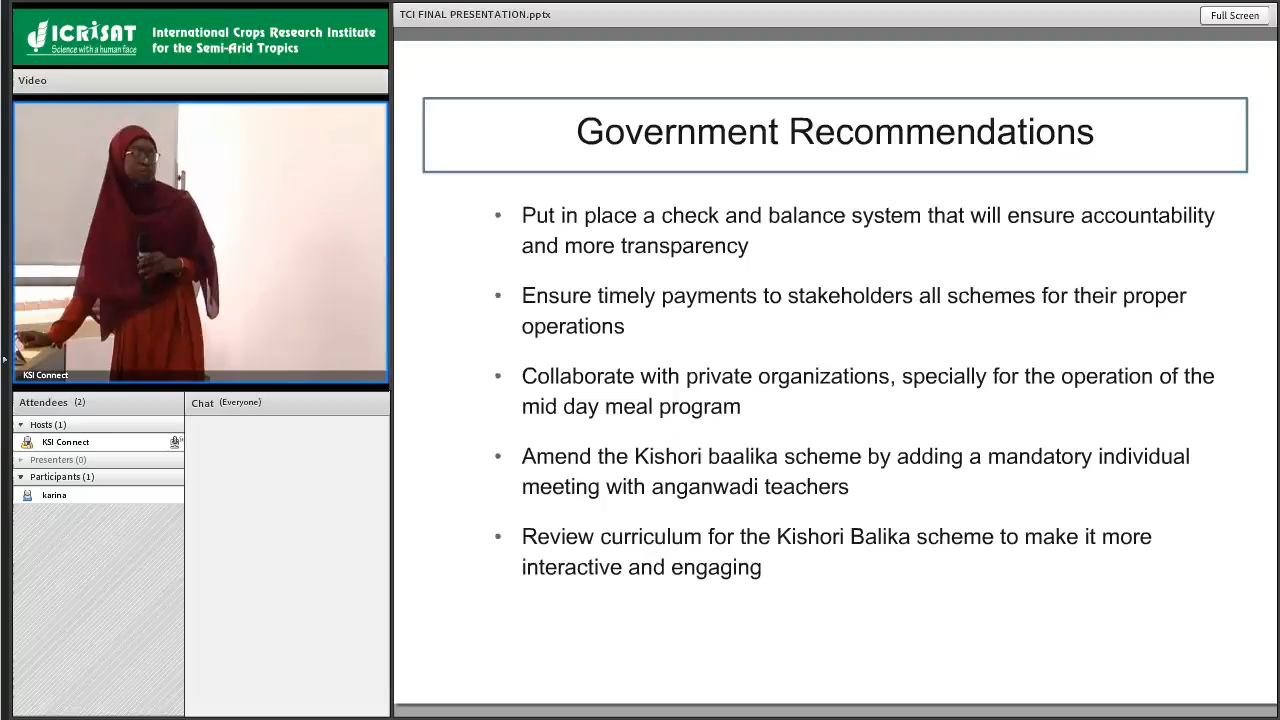 ICRISAT
Science with a human face
International Crops Research Institute
for the Semi-Arid Tropics
Video
KSI Connect
Attendees (2)
Hosts (1)
KSI Connect
Presenters (0)
Participants (1)
karina
Chat (Everyone)
TCI FINAL PRESENTATION.pptx
Full Screen
Government Recommendations
• Put in place a check and balance system that will ensure accountability
and more transparency
• Ensure timely payments to stakeholders all schemes for their proper
operations
• Collaborate with private organizations, specially for the operation of the
mid day meal program
• Amend the Kishori baalika scheme by adding a mandatory individual
meeting with anganwadi teachers
• Review curriculum for the Kishori Balika scheme to make it more
interactive and engaging